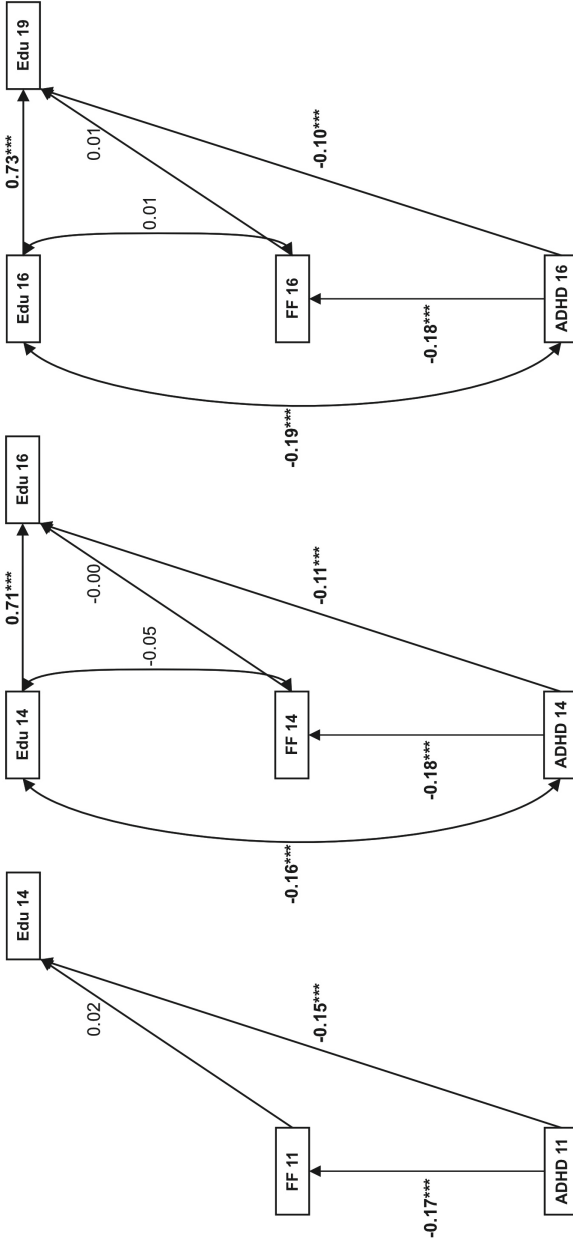 Edu 14
0.02
-0.15***
FF 11
-0.17***
ADHD 11
Edu 14
0.71***
Edu 16
-0.05
-0.00
-0.16***
-0.11***
FF 14
-0.18***
ADHD 14
Edu 16
0.73***
Edu 19
0.01
0.01
-0.19***
-0.10***
FF 16
-0.18***
ADHD 16